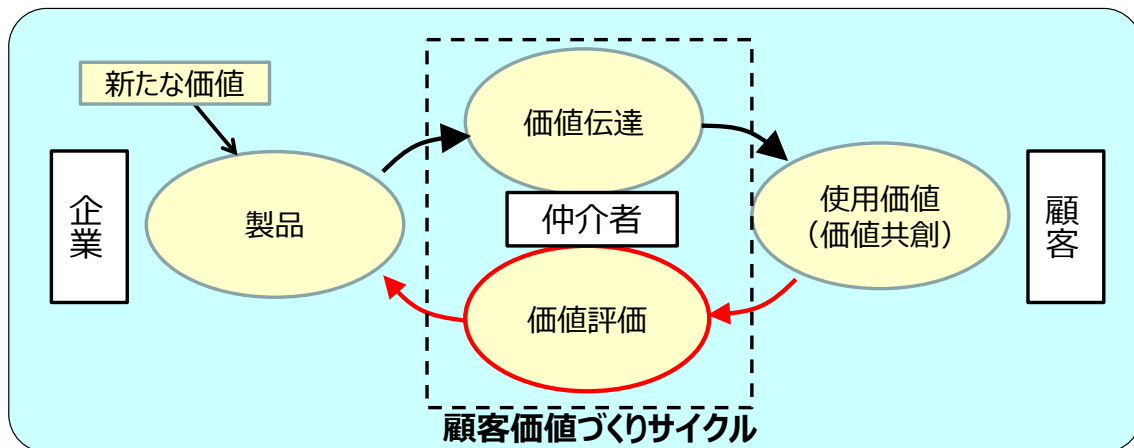 新たな価値
価値伝達
企業
製品
仲介者
使用価値
（価値共創）
顧客
価値評価
顧客価値づくりサイクル